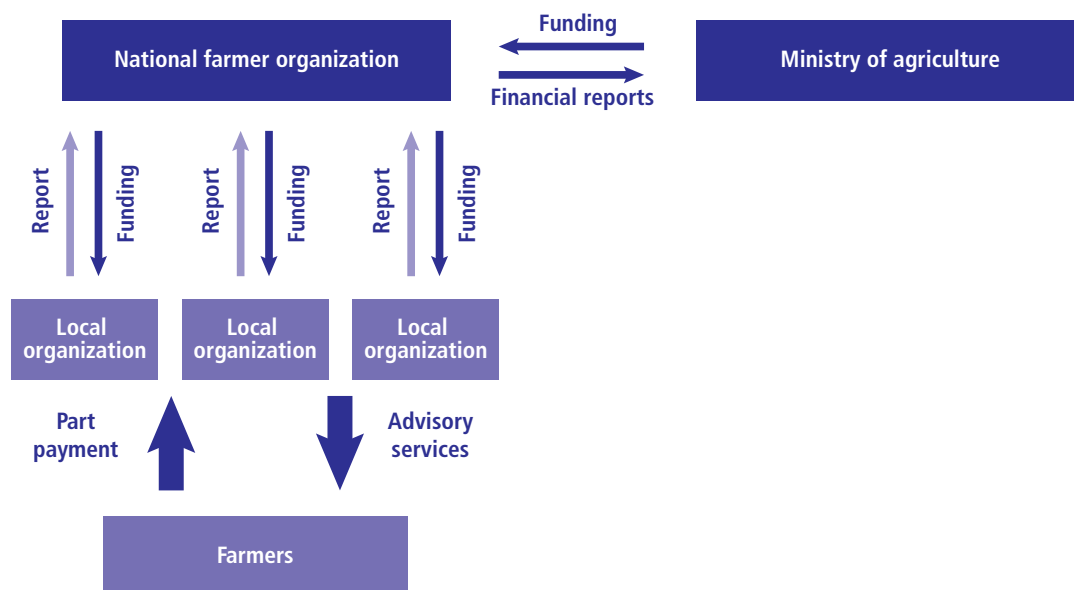 Funding
National farmer organization
Ministry of agriculture
Financial reports
Report
Funding
Report
Funding
Report
Funding
Local
organization
Local
organization
Local
organization
Part
payment
Advisory
services
Farmers